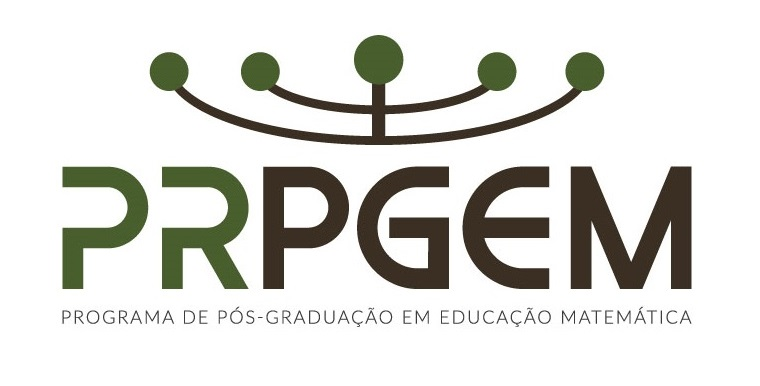 PRPGEM
PROGRAMA DE PÓS-GRADUAÇÃO EM EDUCAÇÃO MATEMÁTICA